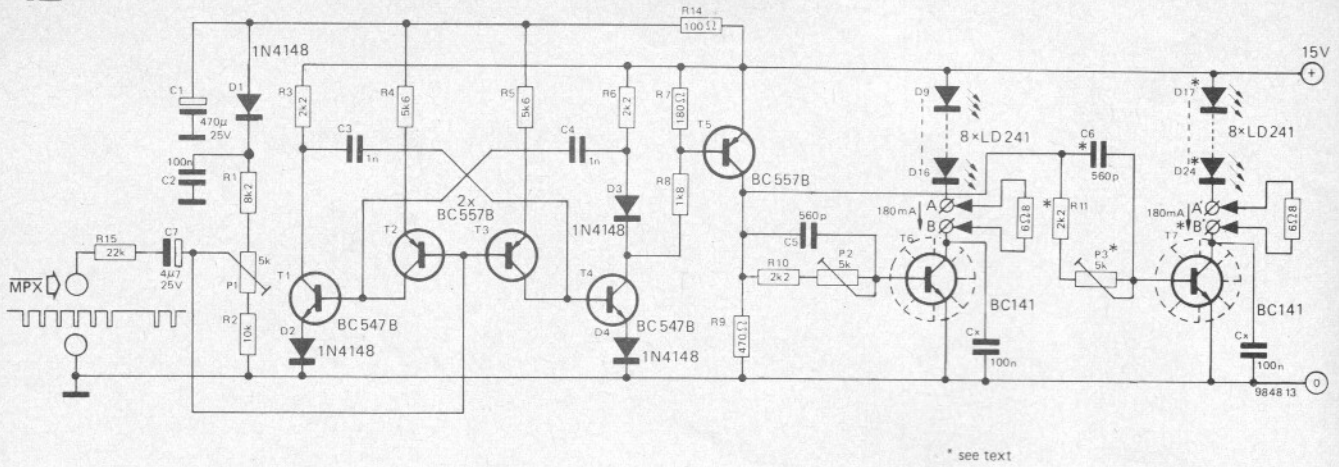 R14
100Ω
15V
+
1N4148
D1
C1
470µ
25V
100n
C2
R1
8k2
R3
2k2
R4
5k6
R5
5k6
R6
2k2
R7
180Ω
C3
1n
C4
1n
T5
BC557B
R8
1k8
D3
1N4148
2x
BC557B
T2
T3
D9
8×LD241
D16
D17*
8×LD241
D24*
C6
*
560p
180mA
A
B
6Ω8
*
R11
2k2
180mA
A'
*B'
6Ω8
R15
22k
C7
4µ7
25V
MPX
5k
P1
R2
10k
T1
BC547B
D2
1N4148
T4
BC547B
D4
1N4148
560p
C5
R10
2k2
P2
5k
T6
BC141
R9
470Ω
Cx
100n
P3*
5k
T7
BC141
Cx
100n
984813
0
* see text